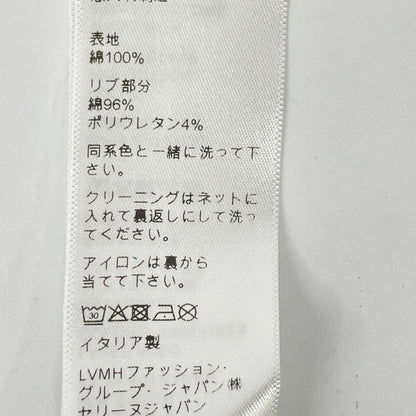 表地
綿100%
リブ部分
綿96%
ポリウレタン4%
同系色と一緒に洗って下
さい。
クリーニングはネットに
入れて裏返しにして洗っ
てください。
アイロンは裏から
当てて下さい。
30
イタリア製
LVMHファッション・
グループ・ジャパン㈱
セリーヌジャパン